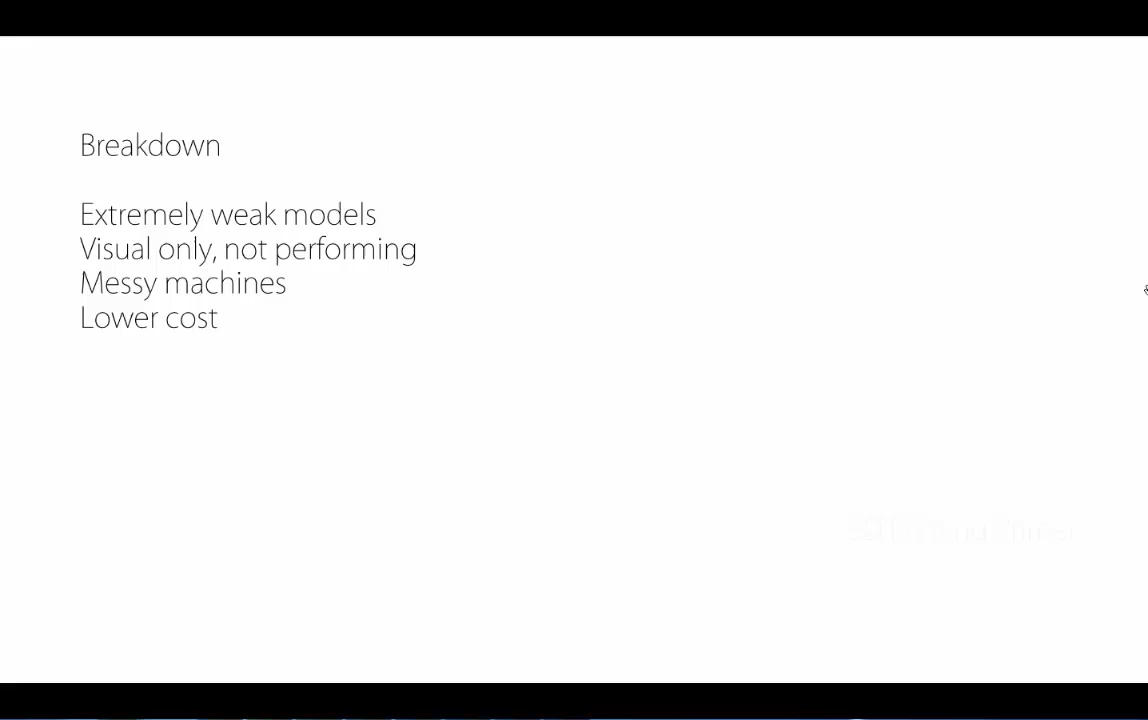 Breakdown
Extremely weak models
Visual only, not performing
Messy machines
Lower cost